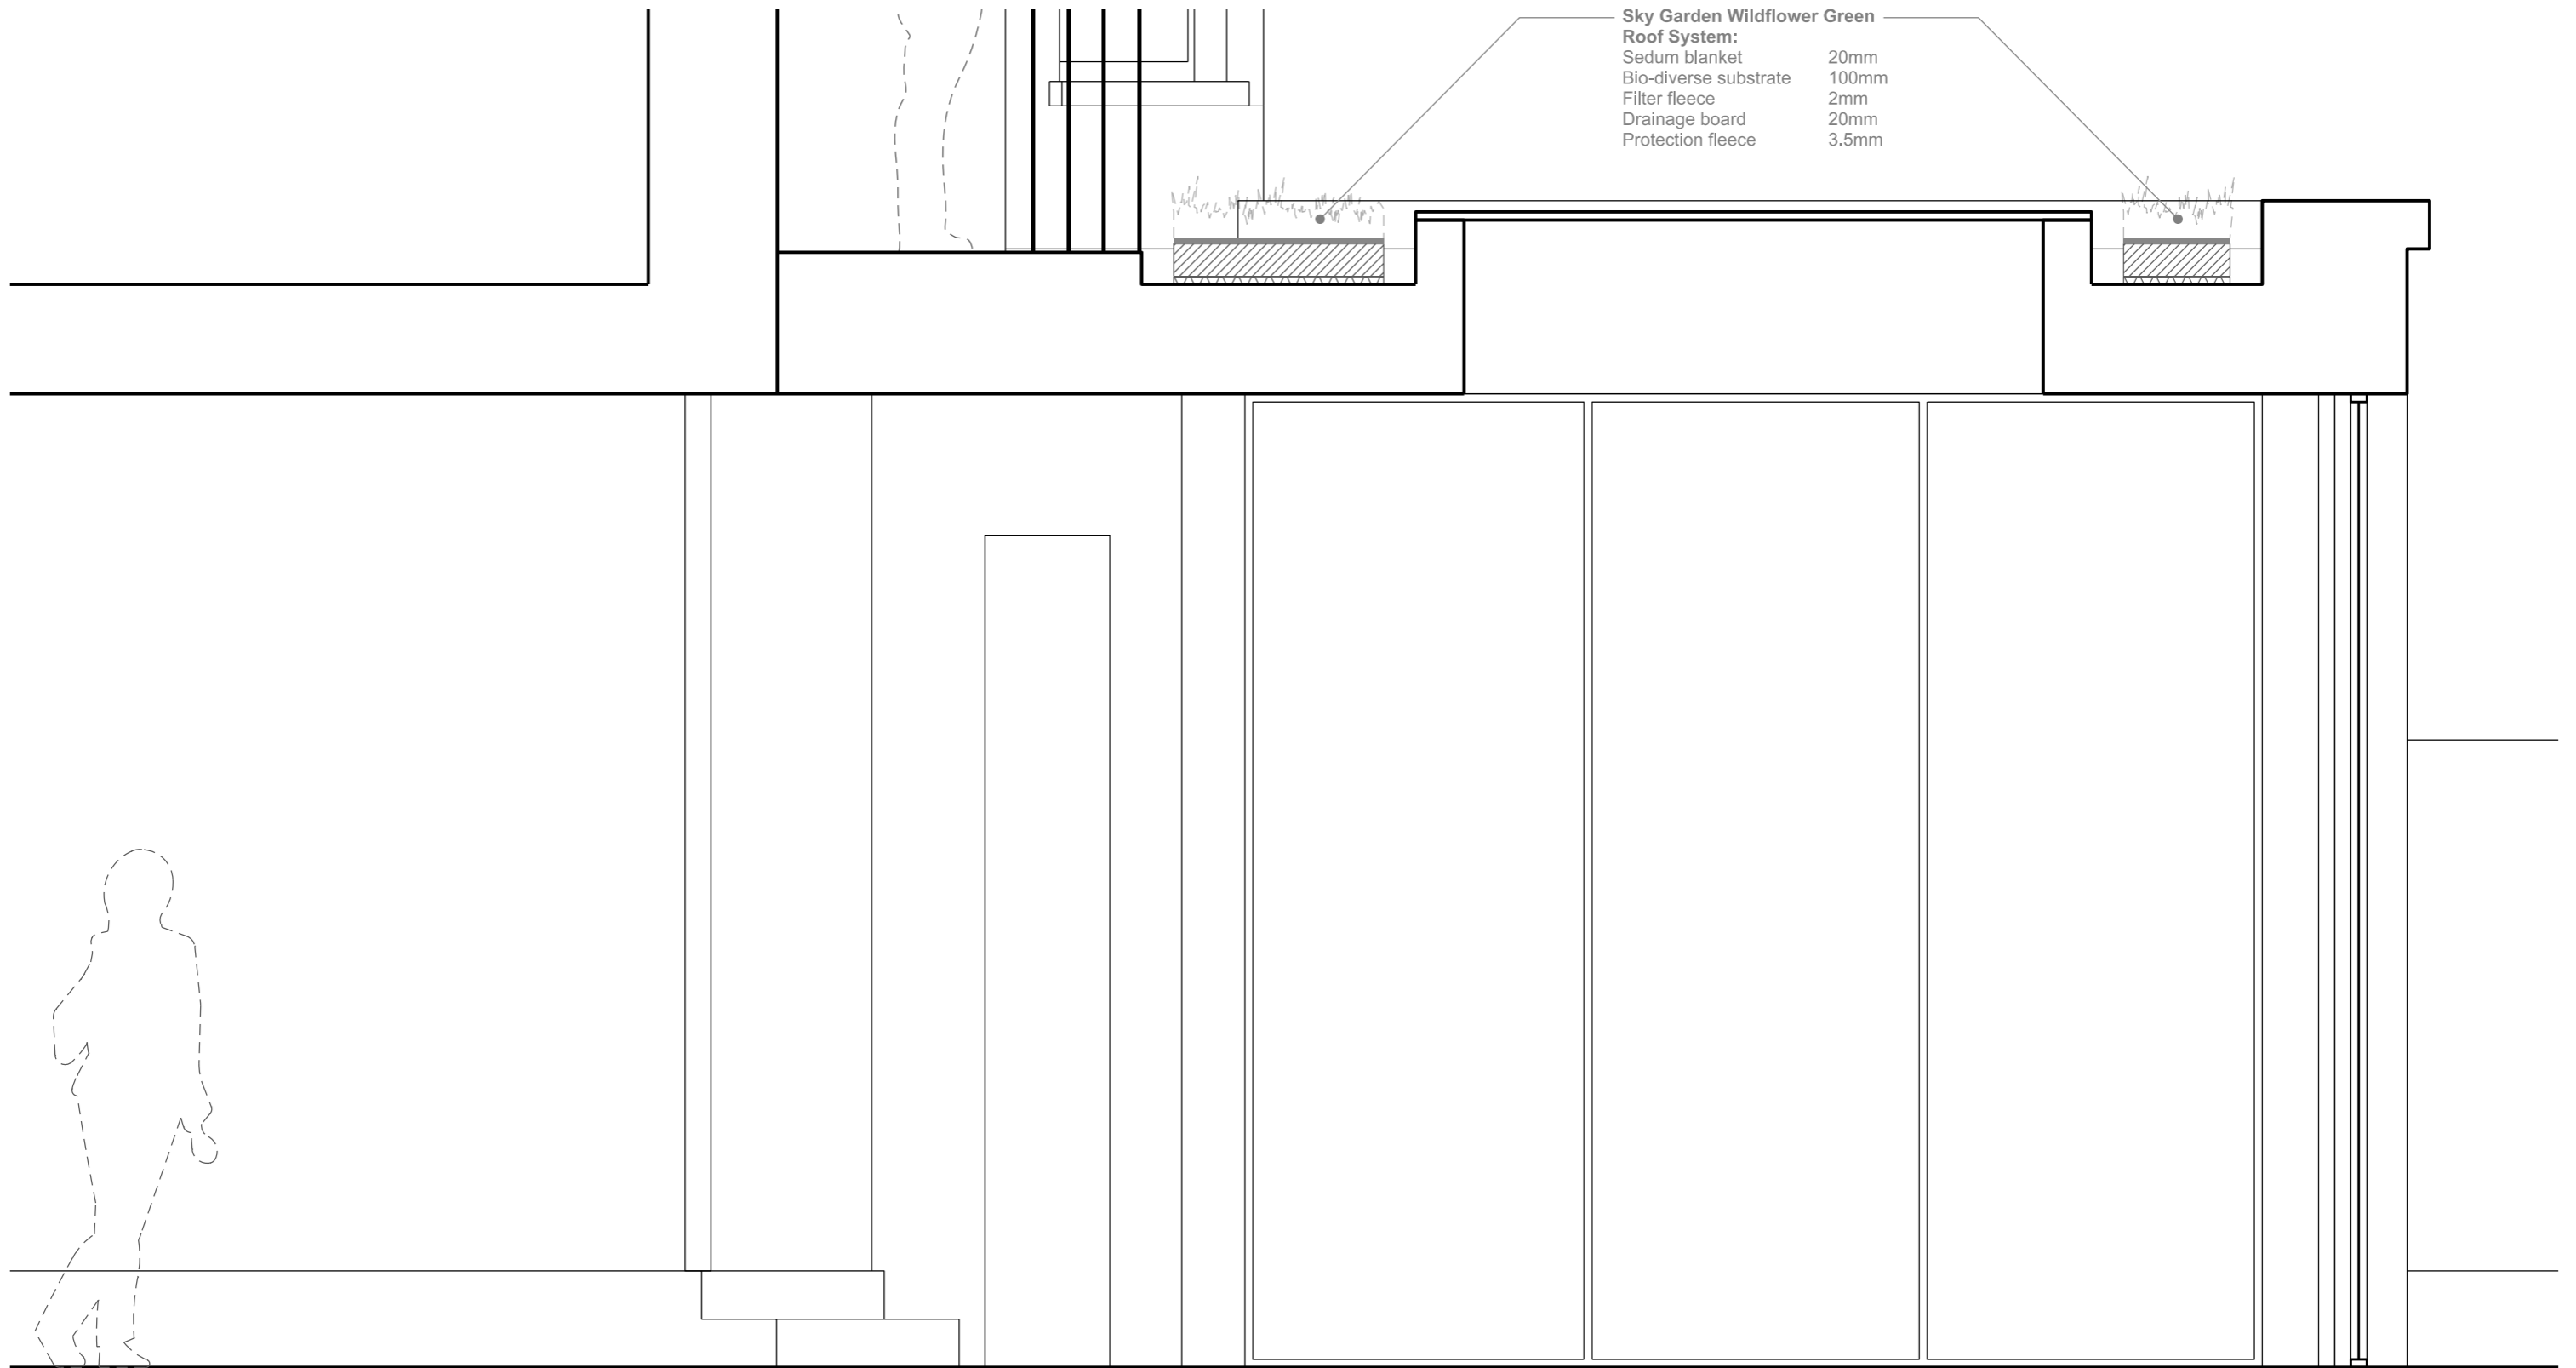 Sky Garden Wildflower Green
Roof System:
Sedum blanket 20mm
Bio-diverse substrate 100mm
Filter fleece 2mm
Drainage board 20mm
Protection fleece 3.5mm